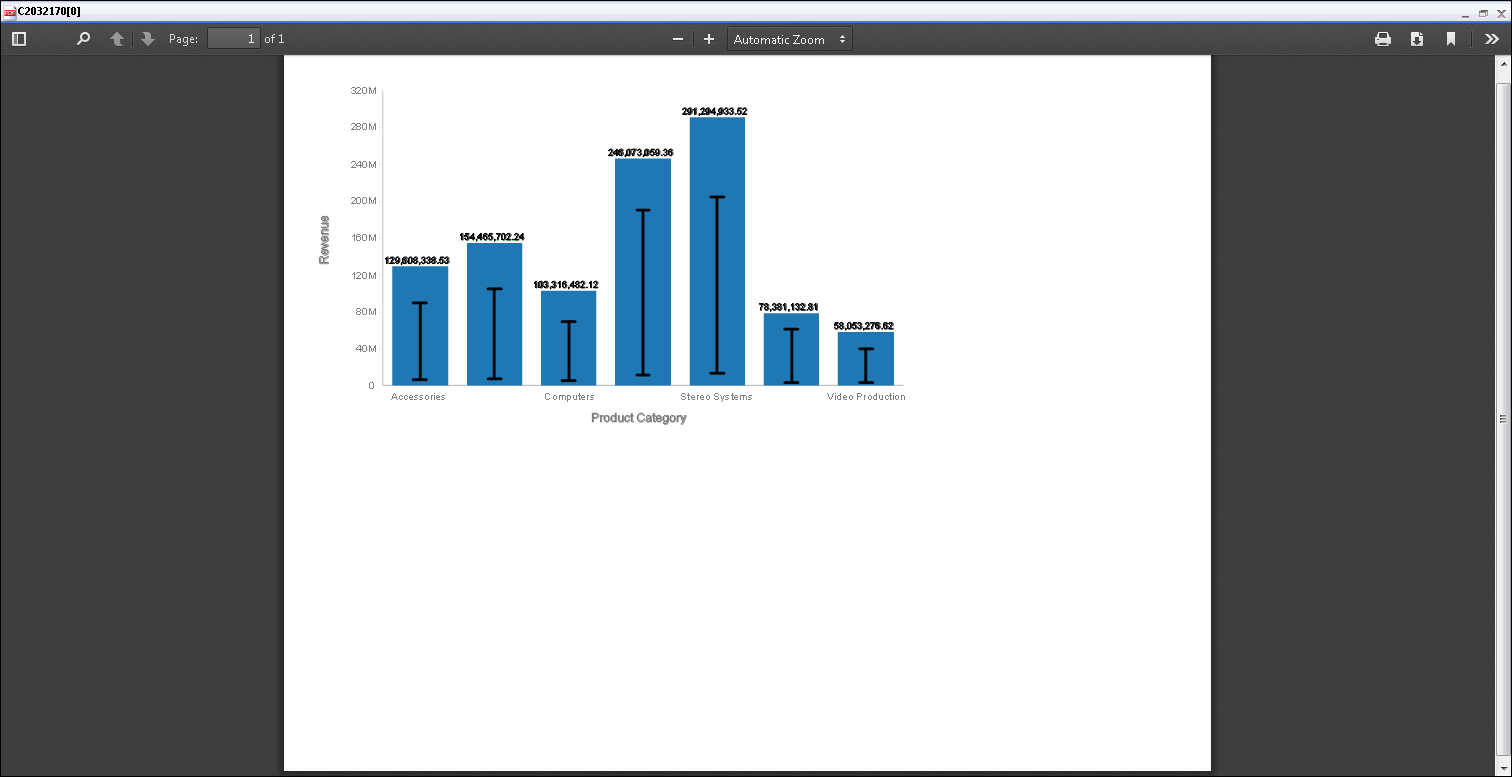 C2032170[0]
Page: 1 of 1
Automatic Zoom
320M
280M
240M
200M
160M
120M
80M
40M
0
Revenue
129,608,338.53
154,465,702.24
103,316,482.12
246,073,059.36
291,294,933.52
78,381,132.81
58,053,276.62
Accessories Computers Stereo Systems Video Production
Product Category